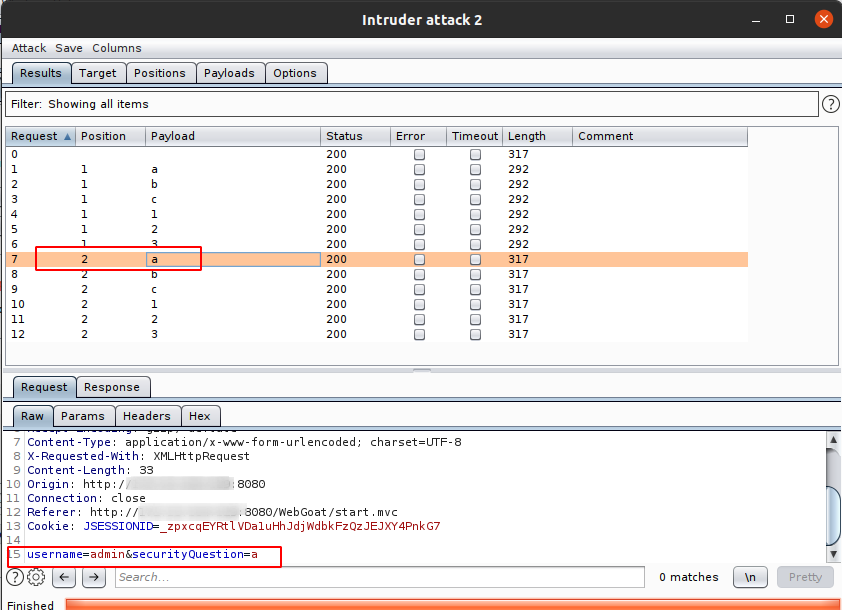 Intruder attack 2
Attack Save Columns
Results Target Positions Payloads Options
Filter: Showing all items ?
Request Position Payload Status Error Timeout Length Comment
0 200 317
1 1 a 200 292
2 1 b 200 292
3 1 c 200 292
4 1 1 200 292
5 1 2 200 292
6 1 3 200 292
7 2 a 200 317
8 2 b 200 317
9 2 c 200 317
10 2 1 200 317
11 2 2 200 317
12 2 3 200 317
Request Response
Raw Params Headers Hex
7 Content-Type: application/x-www-form-urlencoded; charset=UTF-8
8 X-Requested-With: XMLHttpRequest
9 Content-Length: 33
10 Origin: http:// :8080
11 Connection: close
12 Referer: http:// :8080/WebGoat/start.mvc
13 Cookie: JSESSIONID=_zpxcqEYRtlVDa1uHhJdjWdbkFzQzJEJXY4PnkG7
14
15 username=admin&securityQuestion=a
? Search... 0 matches \n Pretty
Finished